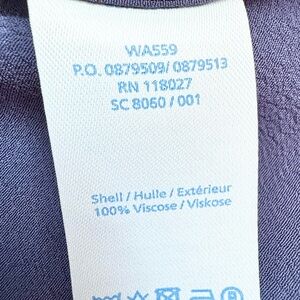 WA559
P.O. 0879509/ 0879513
RN 118027
SC 8060 / 001
Shell / Hulle / Extérieur
100% Viscose / Viskose